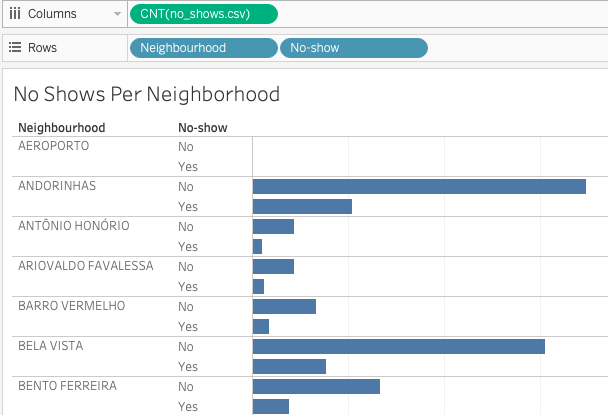 Columns CNT(no_shows.csv)
Rows Neighbourhood No-show
No Shows Per Neighborhood
Neighbourhood No-show
AEROPORTO No
Yes
ANDORINHAS No
Yes
ANTÔNIO HONÓRIO No
Yes
ARIOVALDO FAVALESSA No
Yes
BARRO VERMELHO No
Yes
BELA VISTA No
Yes
BENTO FERREIRA No
Yes